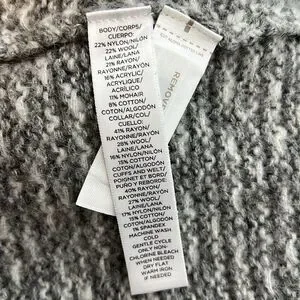 BODY/CORPS/
CUERPO:
22% NYLON/NILÓN
22% WOOL/
LAINE/LANA
21% RAYON/
RAYONNE/RAYÓN
16% ACRYLIC/
ACRYLIQUE/
ACRÍLICO
11% MOHAIR
8% COTTON/
COTON/ALGODÓN
COLLAR/COL/
CUELLO:
41% RAYON/
RAYONNE/RAYÓN
28% WOOL/
LAINE/LANA
16% NYLON/NILÓN
15% COTTON/
COTON/ALGODÓN
CUFFS AND WELT/
POIGNET ET BORD/
PUÑO Y REBORDE:
40% RAYON/
RAYONNE/RAYÓN
27% WOOL/
LAINE/LANA
17% NYLON/NILÓN
15% COTTON/
COTON/ALGODÓN
1% SPANDEX
MACHINE WASH
COLD
GENTLE CYCLE
ONLY NON-
CHLORINE BLEACH
WHEN NEEDED
DRY FLAT
WARM IRON
IF NEEDED
REMOVE